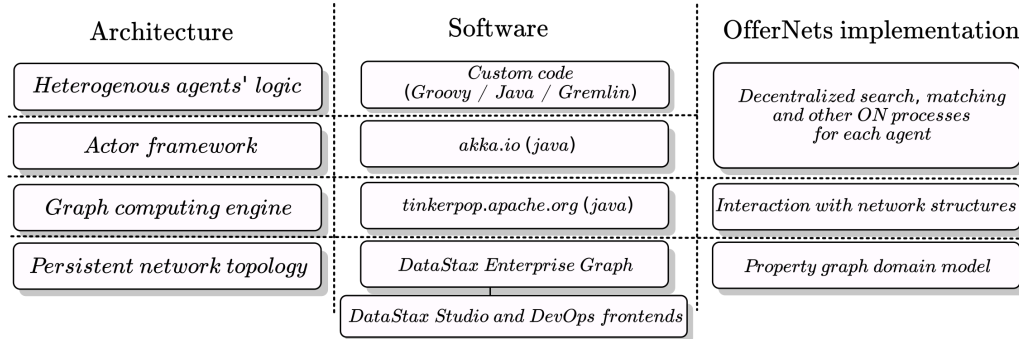 Architecture
Software
OfferNets implementation
Heterogenous agents' logic
Custom code
(Groovy / Java / Gremlin)
Decentralized search, matching
and other ON processes
for each agent
Actor framework
akka.io (java)
Graph computing engine
tinkerpop.apache.org (java)
Interaction with network structures
Persistent network topology
DataStax Enterprise Graph
Property graph domain model
DataStax Studio and DevOps frontends